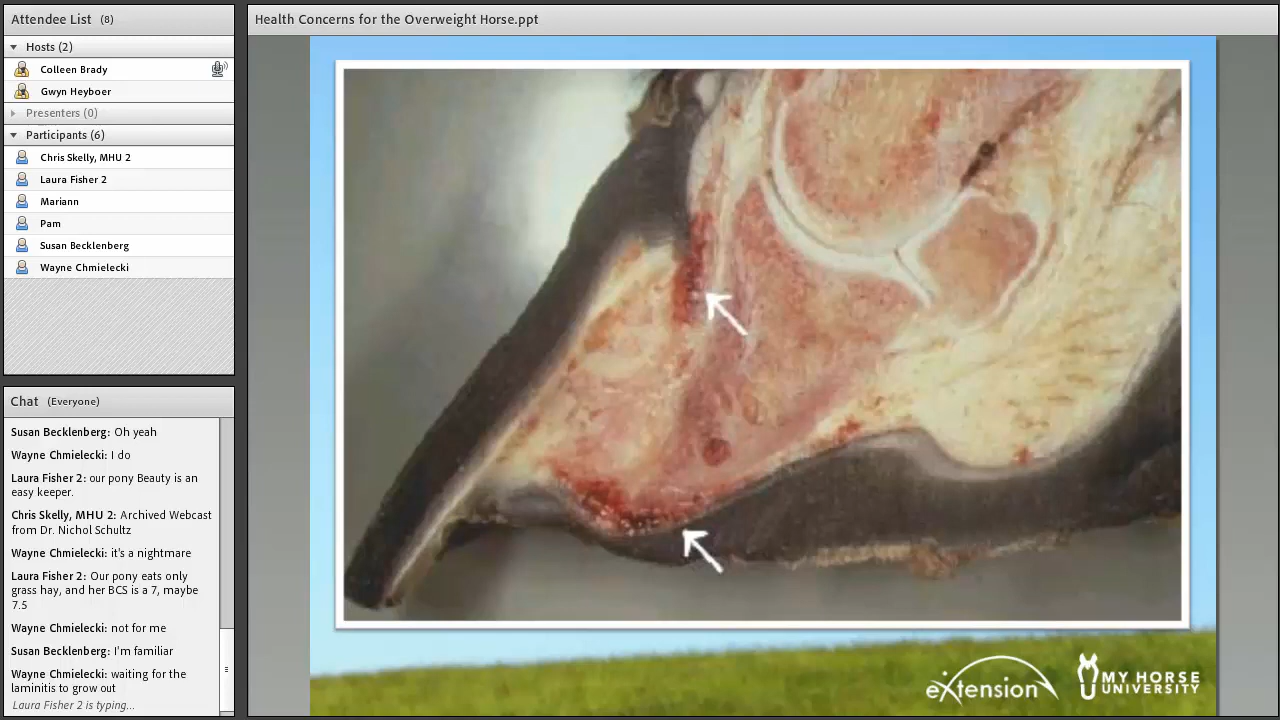 Attendee List (8)
Hosts (2)
Colleen Brady
Gwyn Heyboer
Presenters (0)
Participants (6)
Chris Skelly, MHU 2
Laura Fisher 2
Mariann
Pam
Susan Becklenberg
Wayne Chmielecki
Chat (Everyone)
Susan Becklenberg: Oh yeah
Wayne Chmielecki: I do
Laura Fisher 2: our pony Beauty is an
easy keeper.
Chris Skelly, MHU 2: Archived Webcast
from Dr. Nichol Schultz
Wayne Chmielecki: it's a nightmare
Laura Fisher 2: Our pony eats only
grass hay, and her BCS is a 7, maybe
7.5
Wayne Chmielecki: not for me
Susan Becklenberg: I'm familiar
Wayne Chmielecki: waiting for the
laminitis to grow out
Laura Fisher 2 is typing...
Health Concerns for the Overweight Horse.ppt
eXtension
MY HORSE
UNIVERSITY